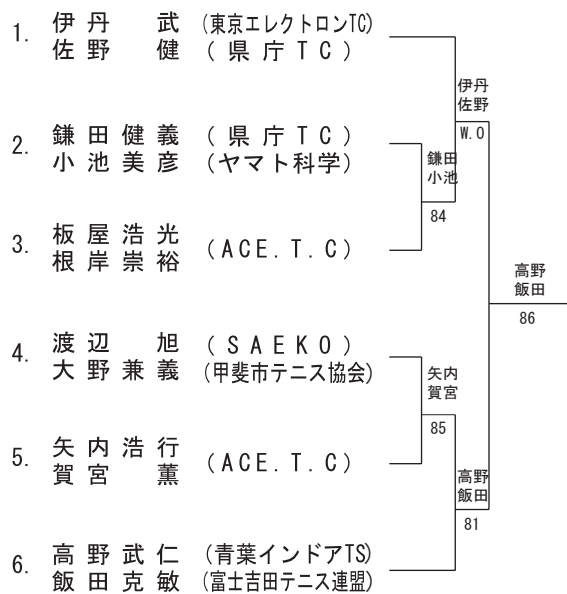 1. 伊丹 武 (東京エレクトロンTC)
佐野 健 (県庁TC)
伊丹
佐野
W.O
2. 鎌田健義 (県庁TC)
小池美彦 (ヤマト科学)
鎌田
小池
84
3. 板屋浩光
根岸崇裕 (ACE.T.C)
高野
飯田
86
4. 渡辺 旭 (SAEKO)
大野兼義 (甲斐市テニス協会)
矢内
賀宮
85
5. 矢内浩行
賀宮 薫 (ACE.T.C)
高野
飯田
81
6. 高野武仁 (青葉インドアTS)
飯田克敏 (富士吉田テニス連盟)